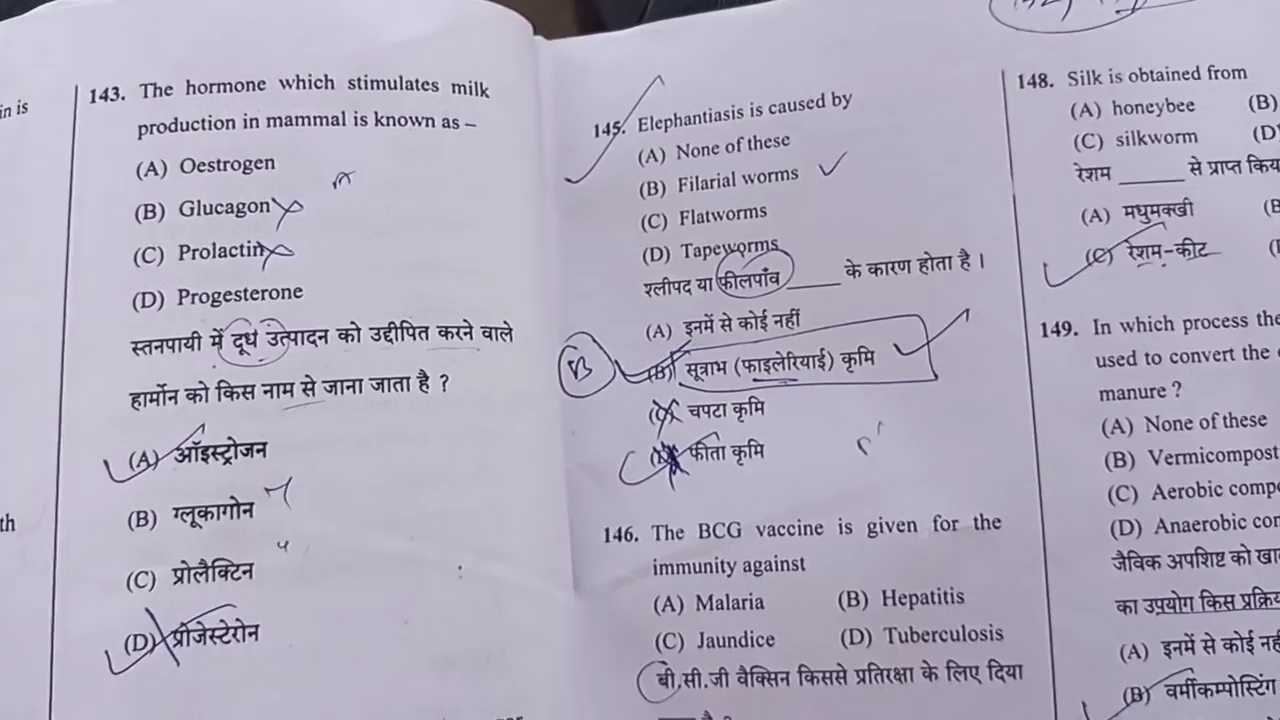 in is
th
143. The hormone which stimulates milk
production in mammal is known as –
(A) Oestrogen
(B) Glucagon
(C) Prolactin
(D) Progesterone
स्तनपायी में दूध उत्पादन को उद्दीपित करने वाले
हार्मोन को किस नाम से जाना जाता है ?
(A) ऑइस्ट्रोजन
(B) ग्लूकागोन
(C) प्रोलैक्टिन
(D) प्रोजेस्टेरोन
145. Elephantiasis is caused by
(A) None of these
(B) Filarial worms
(C) Flatworms
(D) Tapeworms
श्लीपद या फीलपाँव _____ के कारण होता है ।
(A) इनमें से कोई नहीं
B (B) सूत्राभ (फाइलेरियाई) कृमि
(C) चपटा कृमि
(D) फीता कृमि
146. The BCG vaccine is given for the
immunity against
(A) Malaria (B) Hepatitis
(C) Jaundice (D) Tuberculosis
बी.सी.जी वैक्सिन किससे प्रतिरक्षा के लिए दिया
148. Silk is obtained from
(A) honeybee (B)
(C) silkworm (D)
रेशम _____ से प्राप्त किय
(A) मधुमक्खी
(C) रेशम-कीट
149. In which process the
used to convert the
manure ?
(A) None of these
(B) Vermicompost
(C) Aerobic comp
(D) Anaerobic co
जैविक अपशिष्ट को खा
का उपयोग किस प्रक्रिय
(A) इनमें से कोई नह
(B) वर्मीकम्पोस्टिंग